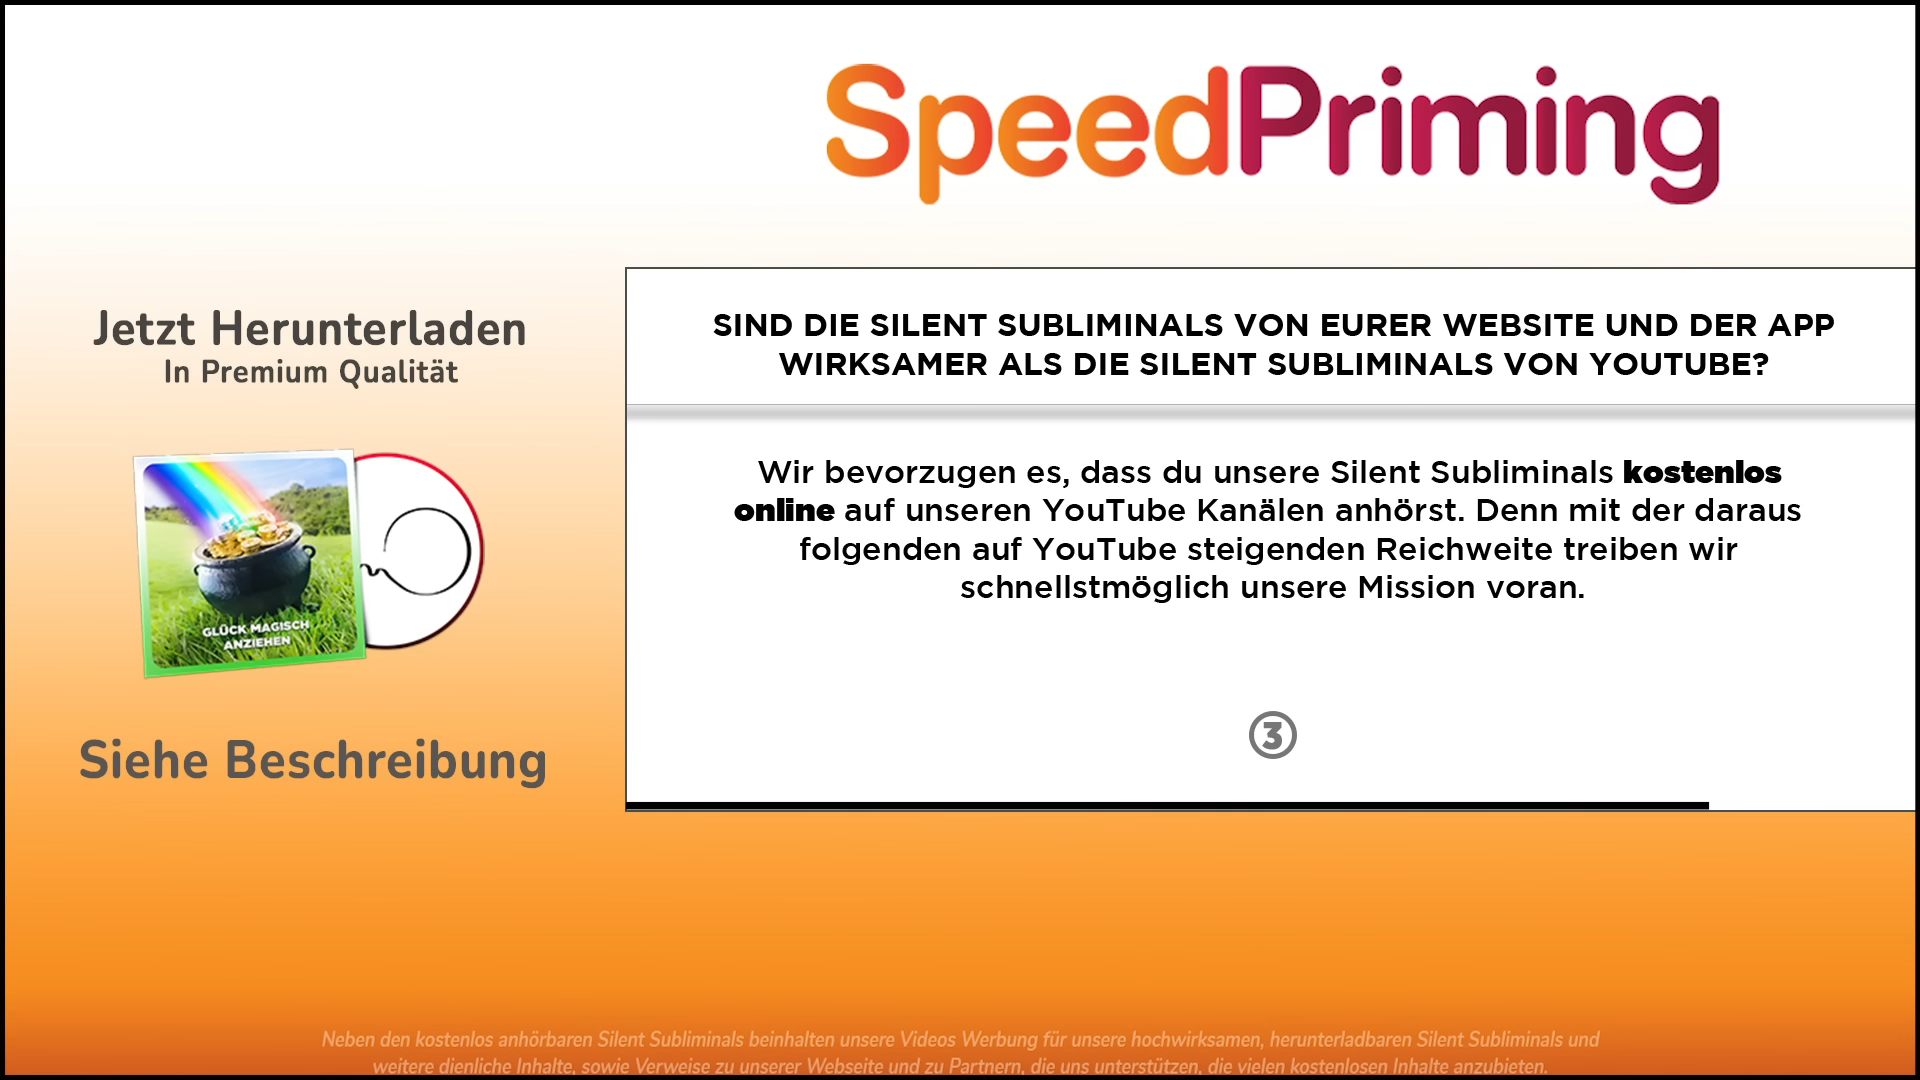 SpeedPriming
Jetzt Herunterladen
In Premium Qualität
GLÜCK MAGISCH
ANZIEHEN
Siehe Beschreibung
SIND DIE SILENT SUBLIMINALS VON EURER WEBSITE UND DER APP
WIRKSAMER ALS DIE SILENT SUBLIMINALS VON YOUTUBE?
Wir bevorzugen es, dass du unsere Silent Subliminals kostenlos
online auf unseren YouTube Kanälen anhörst. Denn mit der daraus
folgenden auf YouTube steigenden Reichweite treiben wir
schnellstmöglich unsere Mission voran.
3
Neben den kostenlos anhörbaren Silent Subliminals beinhalten unsere Videos Werbung für unsere hochwirksamen, herunterladbaren Silent Subliminals und
weitere dienliche Inhalte, sowie Verweise zu unserer Webseite und zu Partnern, die uns unterstützen, die vielen kostenlosen Inhalte anzubieten.